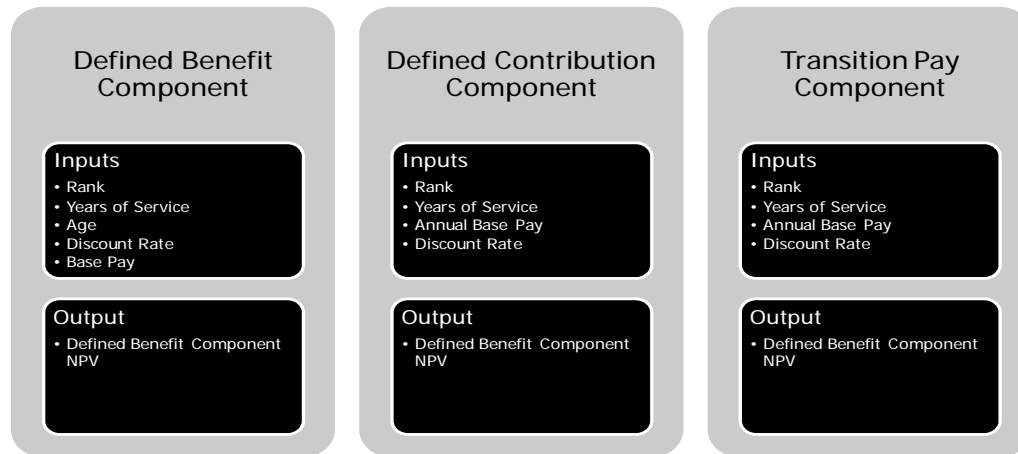 Defined Benefit
Component
Inputs
• Rank
• Years of Service
• Age
• Discount Rate
• Base Pay
Output
• Defined Benefit Component
NPV
Defined Contribution
Component
Inputs
• Rank
• Years of Service
• Annual Base Pay
• Discount Rate
Output
• Defined Benefit Component
NPV
Transition Pay
Component
Inputs
• Rank
• Years of Service
• Annual Base Pay
• Discount Rate
Output
• Defined Benefit Component
NPV